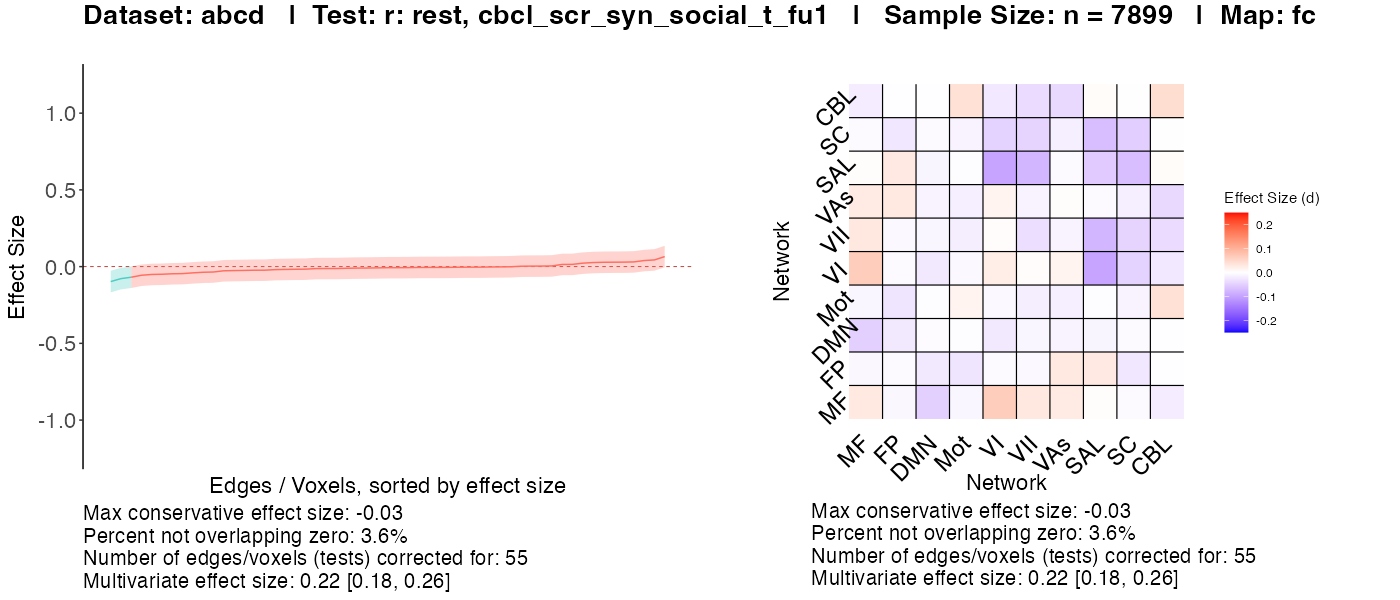 Dataset: abcd | Test: r: rest, cbcl_scr_syn_social_t_fu1 | Sample Size: n = 7899 | Map: fc
Effect Size
1.0
0.5
0.0
-0.5
-1.0
Edges / Voxels, sorted by effect size
Max conservative effect size: -0.03
Percent not overlapping zero: 3.6%
Number of edges/voxels (tests) corrected for: 55
Multivariate effect size: 0.22 [0.18, 0.26]
Network
CBL
SC
SAL
VAs
VII
VI
Mot
DMN
FP
MF
MF FP DMN Mot VI VII VAs SAL SC CBL
Network
Effect Size (d)
0.2
0.1
0.0
-0.1
-0.2
Max conservative effect size: -0.03
Percent not overlapping zero: 3.6%
Number of edges/voxels (tests) corrected for: 55
Multivariate effect size: 0.22 [0.18, 0.26]